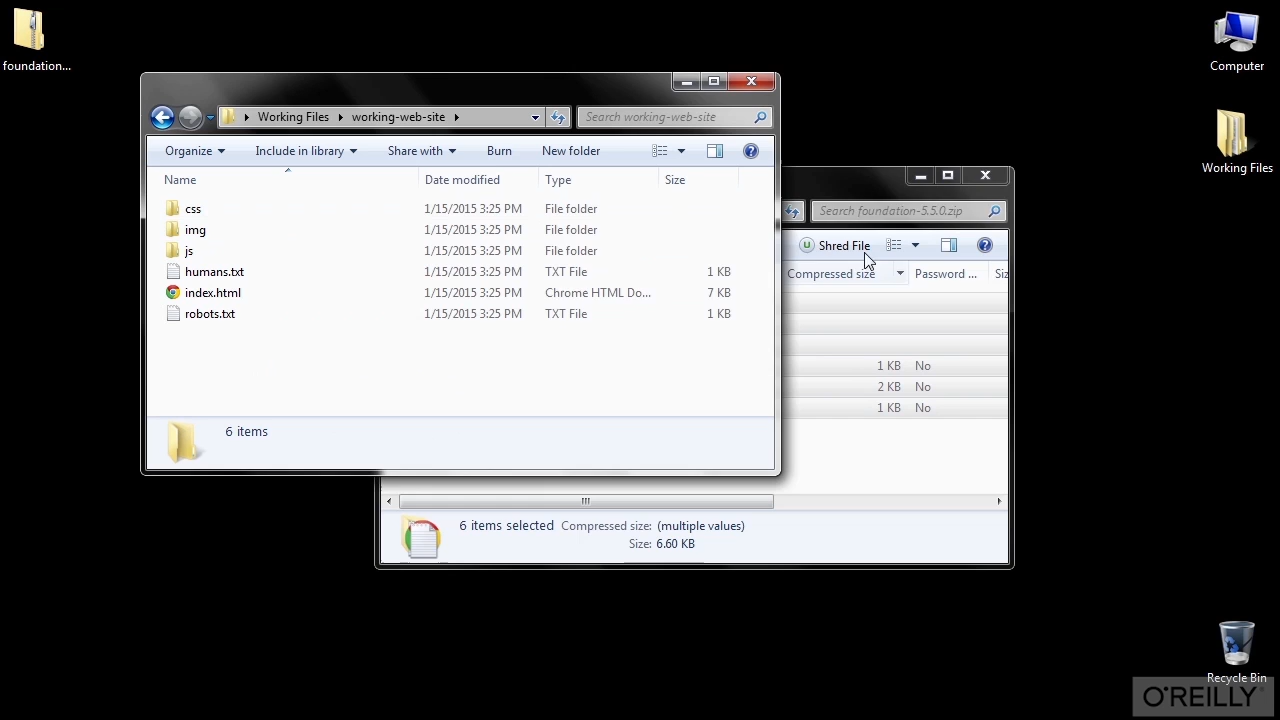 foundation...
Computer
Working Files
Working Files working-web-site
Search working-web-site
Organize Include in library Share with Burn New folder
Name Date modified Type Size
css 1/15/2015 3:25 PM File folder
img 1/15/2015 3:25 PM File folder
js 1/15/2015 3:25 PM File folder
humans.txt 1/15/2015 3:25 PM TXT File 1 KB
index.html 1/15/2015 3:25 PM Chrome HTML Do... 7 KB
robots.txt 1/15/2015 3:25 PM TXT File 1 KB
6 items
Search foundation-5.5.0.zip
Shred File
Compressed size Password ... Siz
1 KB No
2 KB No
1 KB No
6 items selected Compressed size: (multiple values)
Size: 6.60 KB
Recycle Bin
O'REILLY®